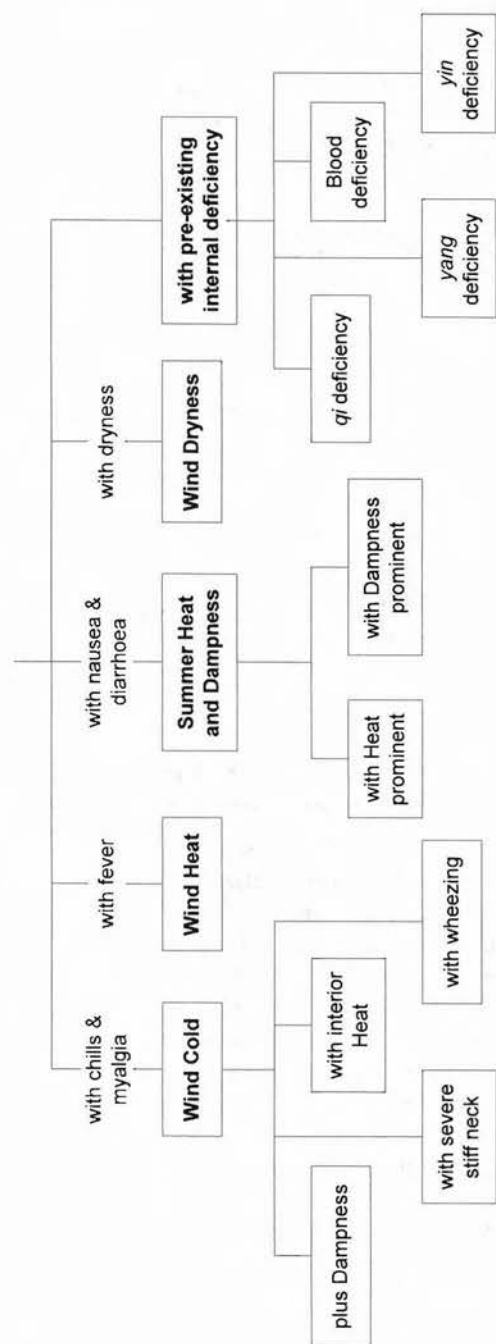 with chills &
myalgia
with fever
with nausea &
diarrhoea
with dryness
Wind Cold
Wind Heat
Summer Heat
and Dampness
Wind Dryness
with pre-existing
internal deficiency
plus Dampness
with severe
stiff neck
with interior
Heat
with wheezing
with Heat
prominent
with Dampness
prominent
qi deficiency
yang
deficiency
Blood
deficiency
yin
deficiency